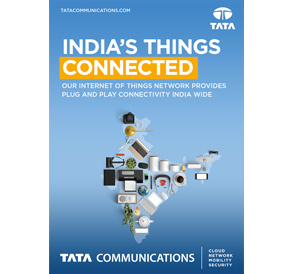 TATACOMMUNICATIONS.COM
TATA
INDIA'S THINGS
CONNECTED
OUR INTERNET OF THINGS NETWORK PROVIDES
PLUG AND PLAY CONNECTIVITY INDIA WIDE
TATA COMMUNICATIONS
CLOUD
NETWORK
MOBILITY
SECURITY